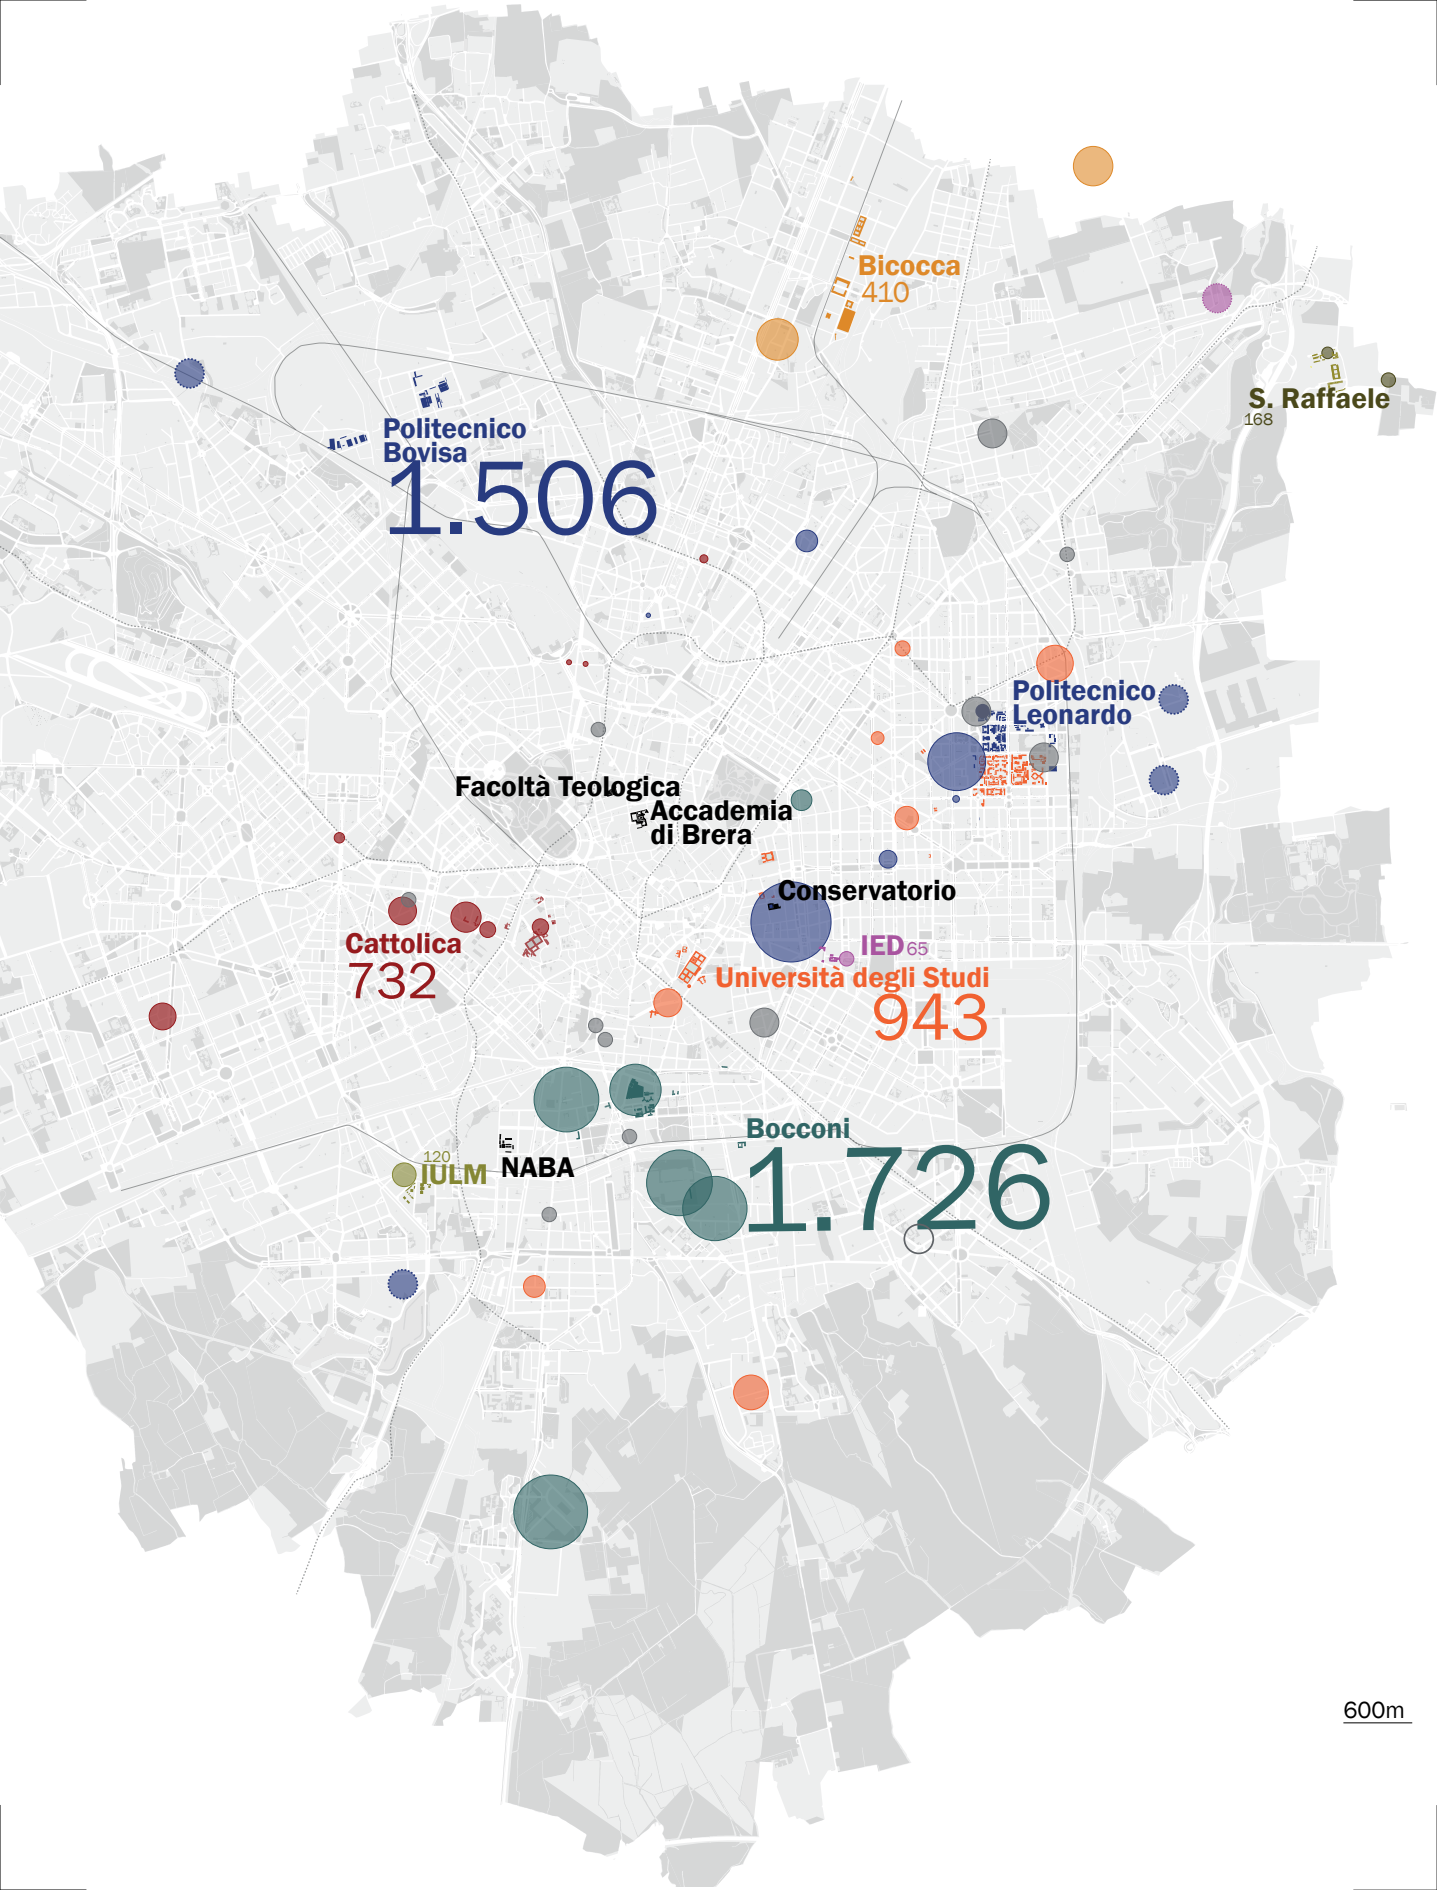 Bicocca
410
S. Raffaele
168
Politecnico
Bovisa
1.506
Politecnico
Leonardo
Facoltà Teologica
Accademia
di Brera
Conservatorio
Cattolica
732
IED 65
Università degli Studi
943
Bocconi
1.726
120
IULM
NABA
600m